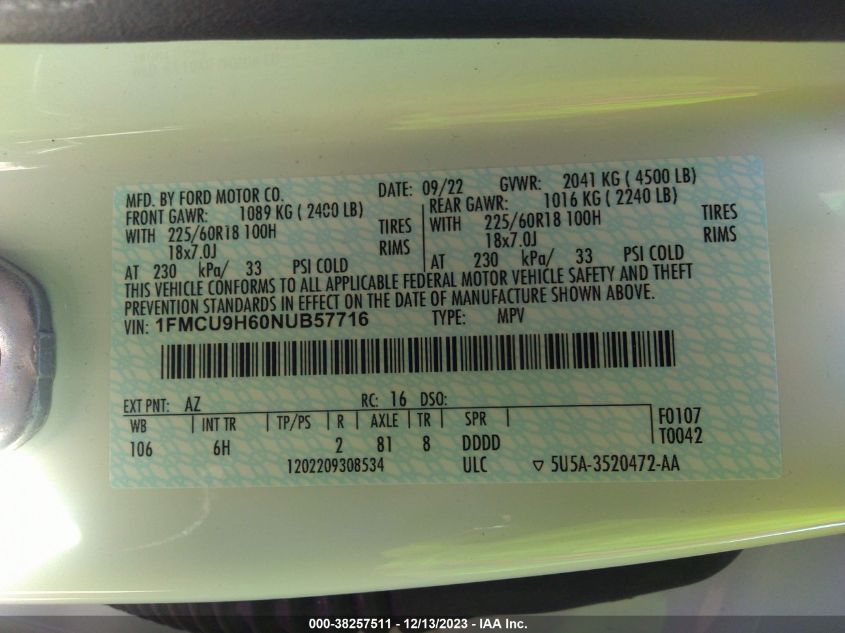 MFD. BY FORD MOTOR CO. DATE: 09/22 GVWR: 2041 KG ( 4500 LB)
FRONT GAWR: 1089 KG ( 2400 LB) REAR GAWR: 1016 KG ( 2240 LB)
WITH 225/60R18 100H TIRES WITH 225/60R18 100H TIRES
18x7.0J RIMS 18x7.0J RIMS
AT 230 kPa/ 33 PSI COLD AT 230 kPa/ 33 PSI COLD
THIS VEHICLE CONFORMS TO ALL APPLICABLE FEDERAL MOTOR VEHICLE SAFETY AND THEFT
PREVENTION STANDARDS IN EFFECT ON THE DATE OF MANUFACTURE SHOWN ABOVE.
VIN: 1FMCU9H60NUB57716 TYPE: MPV
EXT PNT: AZ RC: 16 DSO:
WB INT TR TP/PS R AXLE TR SPR F0107
106 6H 2 81 8 DDDD T0042
1202209308534 ULC ▽ 5U5A-3520472-AA
000-38257511 - 12/13/2023 - IAA Inc.